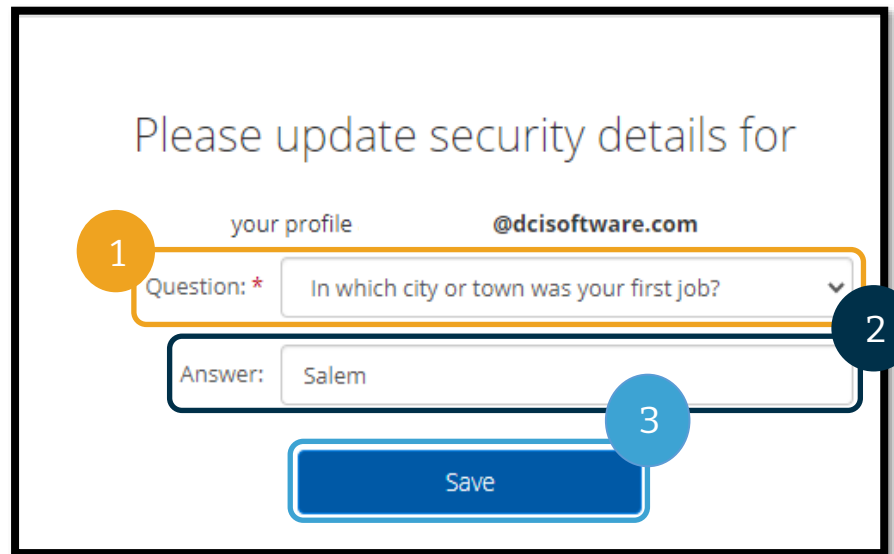 Please update security details for
your profile @dcisoftware.com
1
Question: * In which city or town was your first job?
2
Answer: Salem
3
Save